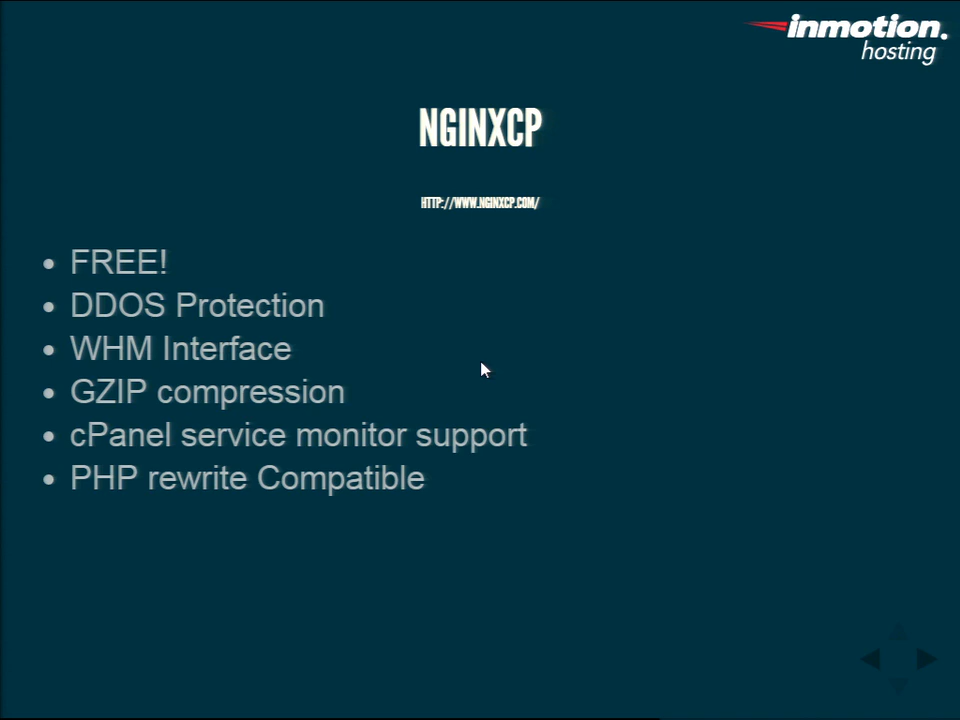 inmotion.
hosting
NGINXCP
HTTP://WWW.NGINXCP.COM/
• FREE!
• DDOS Protection
• WHM Interface
• GZIP compression
• cPanel service monitor support
• PHP rewrite Compatible